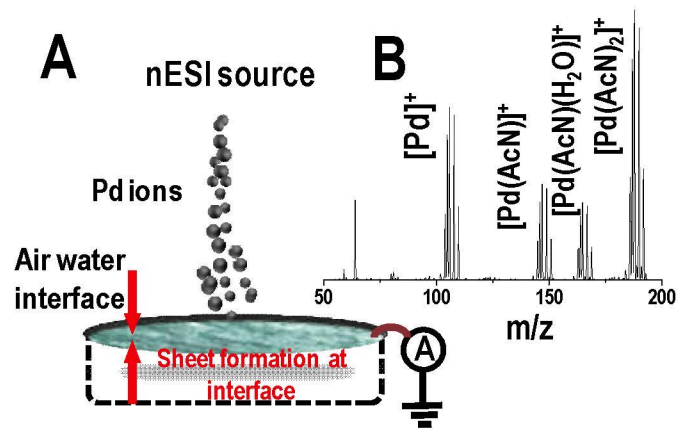 A
nESI source
Pd ions
Air water
interface
Sheet formation at
interface
A
B
[Pd]⁺
[Pd(AcN)]⁺
[Pd(AcN)(H₂O)]⁺
[Pd(AcN)₂]⁺
50 100 150 200
m/z